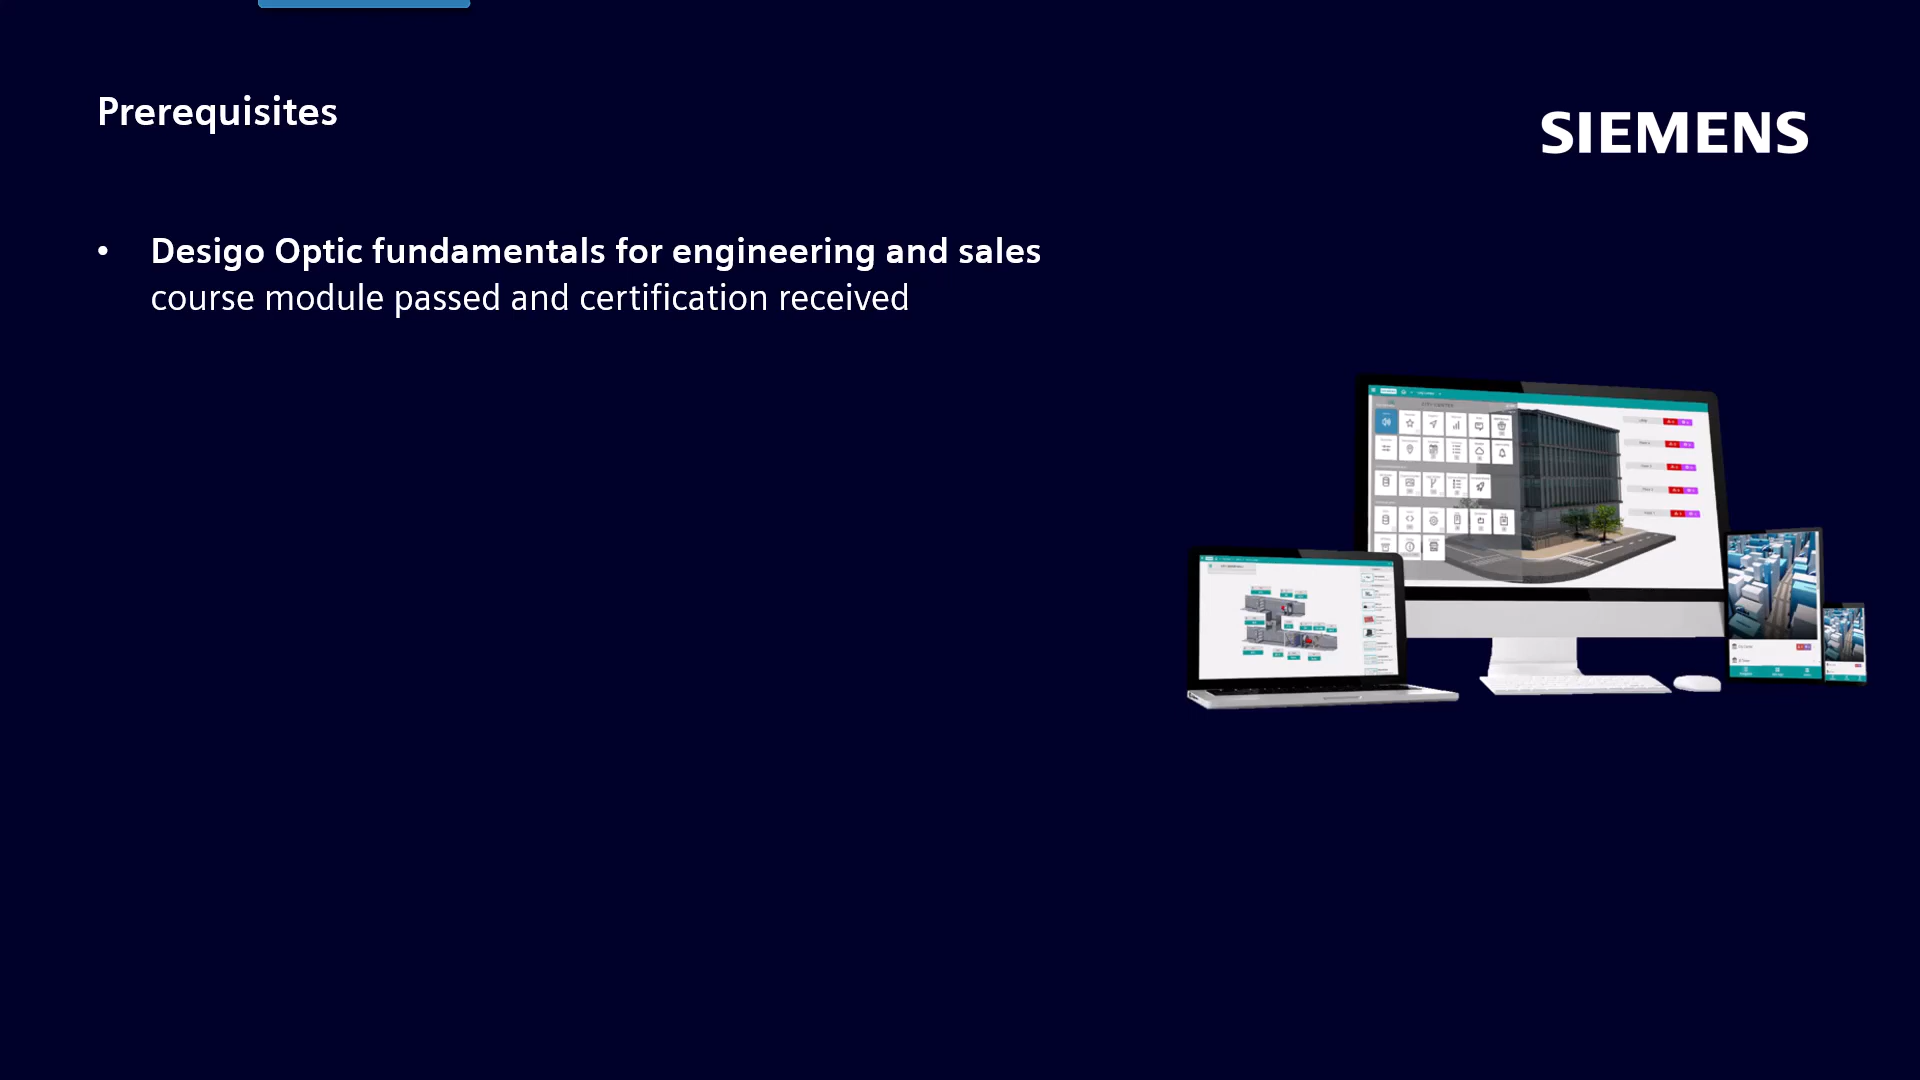 Prerequisites
SIEMENS
• Desigo Optic fundamentals for engineering and sales
course module passed and certification received